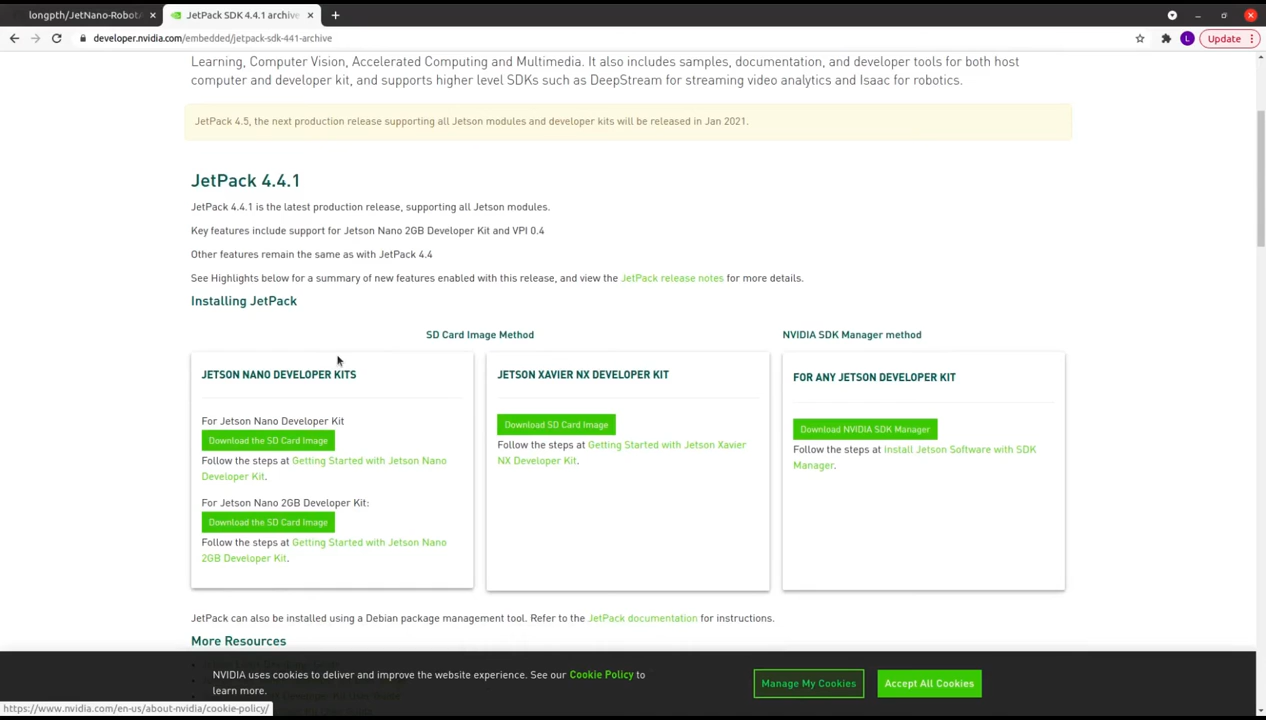 longpth/JetNano-Robot
JetPack SDK 4.4.1 archive
developer.nvidia.com/embedded/jetpack-sdk-441-archive
L
Update
Learning, Computer Vision, Accelerated Computing and Multimedia. It also includes samples, documentation, and developer tools for both host
computer and developer kit, and supports higher level SDKs such as DeepStream for streaming video analytics and Isaac for robotics.
JetPack 4.5, the next production release supporting all Jetson modules and developer kits will be released in Jan 2021.
JetPack 4.4.1
JetPack 4.4.1 is the latest production release, supporting all Jetson modules.
Key features include support for Jetson Nano 2GB Developer Kit and VPI 0.4
Other features remain the same as with JetPack 4.4
See Highlights below for a summary of new features enabled with this release, and view the JetPack release notes for more details.
Installing JetPack
SD Card Image Method
NVIDIA SDK Manager method
JETSON NANO DEVELOPER KITS
For Jetson Nano Developer Kit
Download the SD Card Image
Follow the steps at Getting Started with Jetson Nano
Developer Kit.
For Jetson Nano 2GB Developer Kit:
Download the SD Card Image
Follow the steps at Getting Started with Jetson Nano
2GB Developer Kit.
JETSON XAVIER NX DEVELOPER KIT
Download SD Card Image
Follow the steps at Getting Started with Jetson Xavier
NX Developer Kit.
FOR ANY JETSON DEVELOPER KIT
Download NVIDIA SDK Manager
Follow the steps at Install Jetson Software with SDK
Manager.
JetPack can also be installed using a Debian package management tool. Refer to the JetPack documentation for instructions.
More Resources
NVIDIA uses cookies to deliver and improve the website experience. See our Cookie Policy to
learn more.
Manage My Cookies
Accept All Cookies
https://www.nvidia.com/en-us/about-nvidia/cookie-policy/